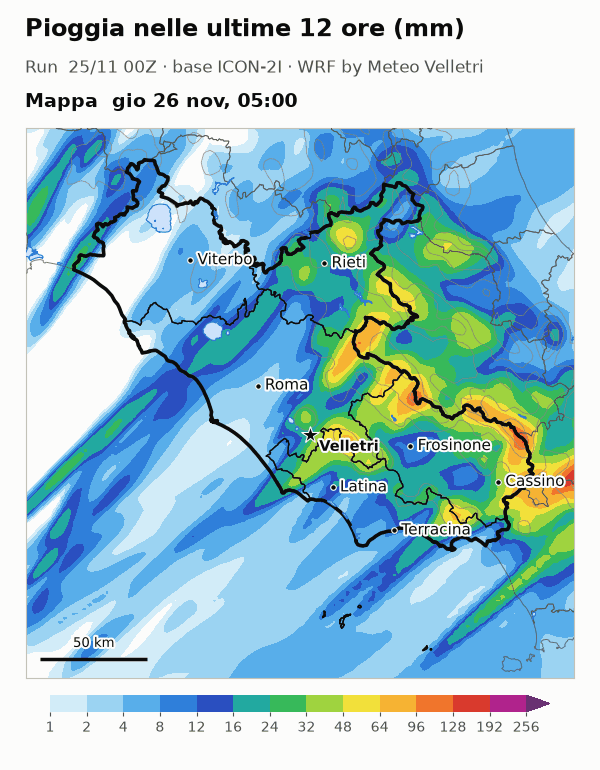 Pioggia nelle ultime 12 ore (mm)
Run  25/11 00Z · base ICON-2I · WRF by Meteo Velletri
Mappa  gio 26 nov, 05:00
Viterbo
Rieti
Roma
Velletri
Frosinone
Latina
Cassino
Terracina
50 km
1 2 4 8 12 16 24 32 48 64 96 128 192 256